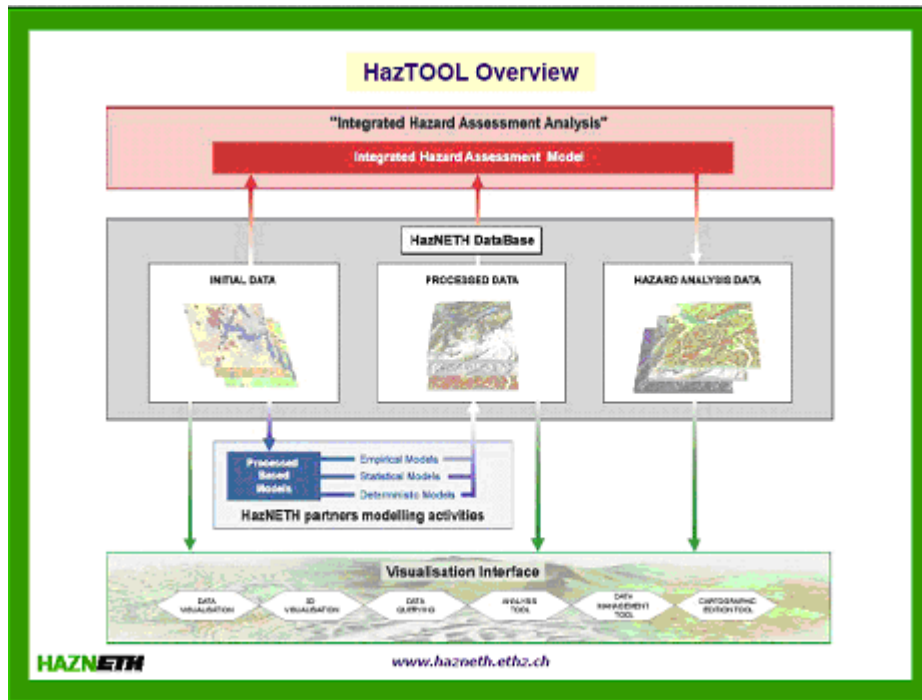 HazTOOL Overview
"Integrated Hazard Assessment Analysis"
Integrated Hazard Assessment Model
HazNETH DataBase
INITIAL DATA
PROCESSED DATA
HAZARD ANALYSIS DATA
Processed
Based
Models
Empirical Models
Statistical Models
Deterministic Models
HazNETH partners modelling activities
Visualisation Interface
DATA
VISUALISATION
3D
VISUALISATION
DATA
QUERYING
ANALYSIS
TOOL
DATA
MANAGEMENT
TOOL
CARTOGRAPHIC
EDITION TOOL
HAZNETH
www.hazneth.ethz.ch